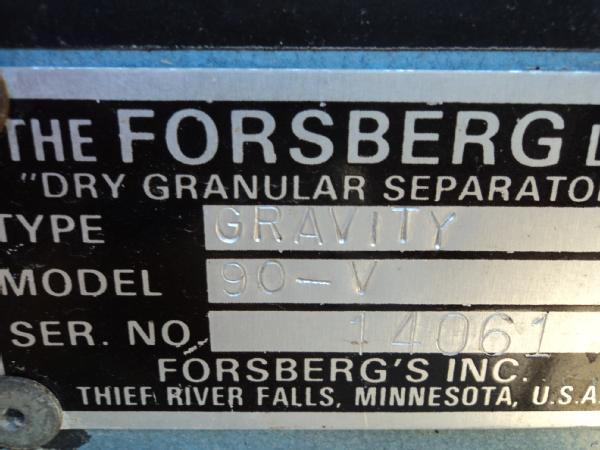 THE FORSBERG
"DRY GRANULAR SEPARATO
TYPE GRAVITY
MODEL 90-V
SER. NO 14061
FORSBERG'S INC.
THIEF RIVER FALLS, MINNESOTA, U.S.A.